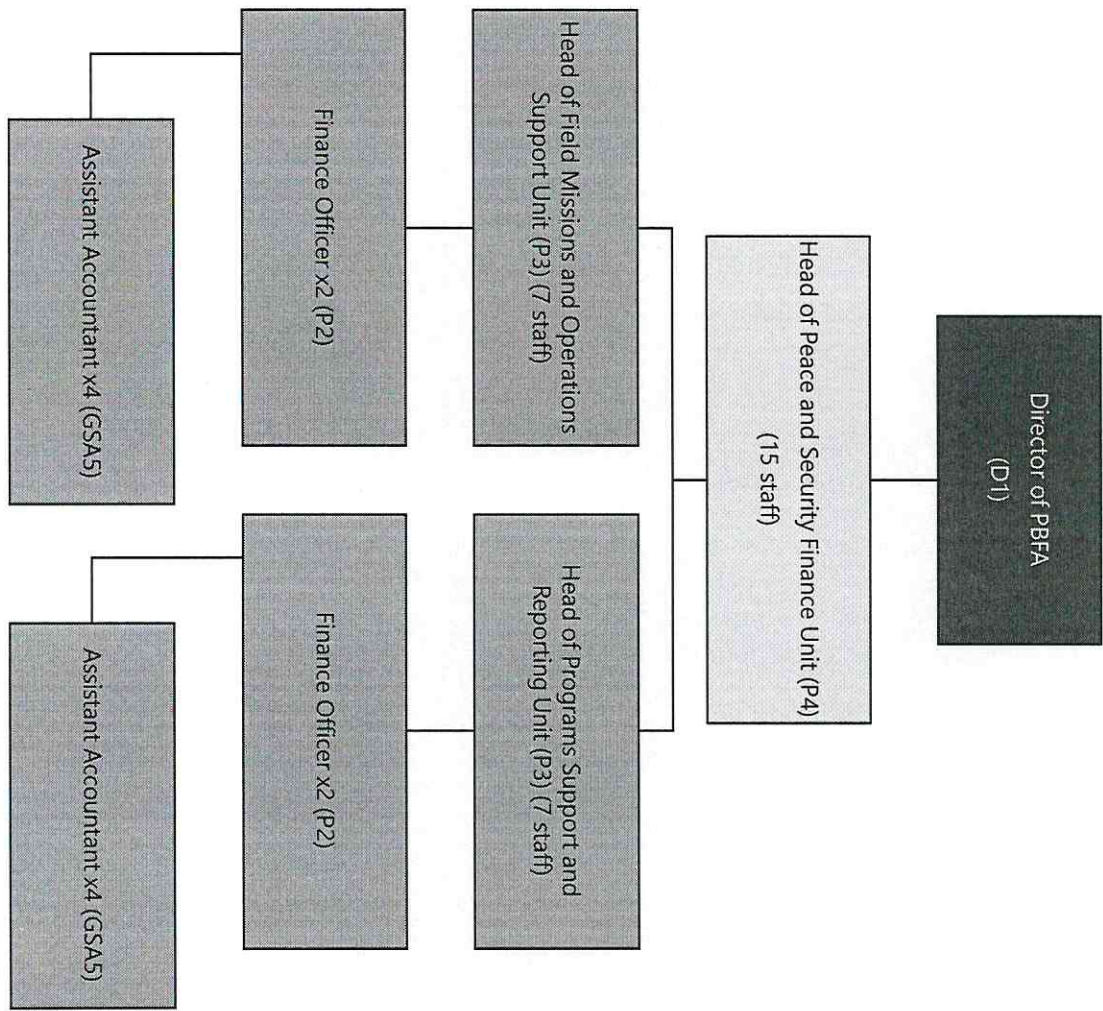 Director of PBFA
(D1)
Head of Peace and Security Finance Unit (P4)
(15 staff)
Head of Field Missions and Operations
Support Unit (P3) (7 staff)
Head of Programs Support and
Reporting Unit (P3) (7 staff)
Finance Officer x2 (P2)
Finance Officer x2 (P2)
Assistant Accountant x4 (GSA5)
Assistant Accountant x4 (GSA5)